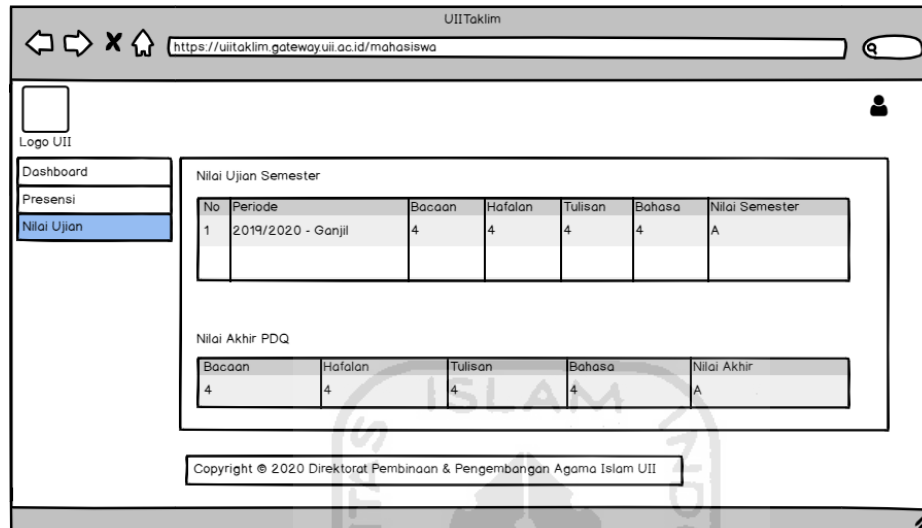 UIITaklim
https://uiitaklim.gateway.uii.ac.id/mahasiswa
Logo UII
Dashboard
Presensi
Nilai Ujian
Nilai Ujian Semester
No Periode Bacaan Hafalan Tulisan Bahasa Nilai Semester
1 2019/2020 - Ganjil 4 4 4 4 A
Nilai Akhir PDQ
Bacaan Hafalan Tulisan Bahasa Nilai Akhir
4 4 4 4 A
ISLAM
Copyright © 2020 Direktorat Pembinaan & Pengembangan Agama Islam UII